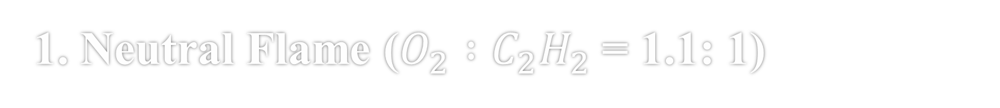 1. Neutral Flame (𝑂₂ : 𝐶₂𝐻₂ = 1.1: 1)